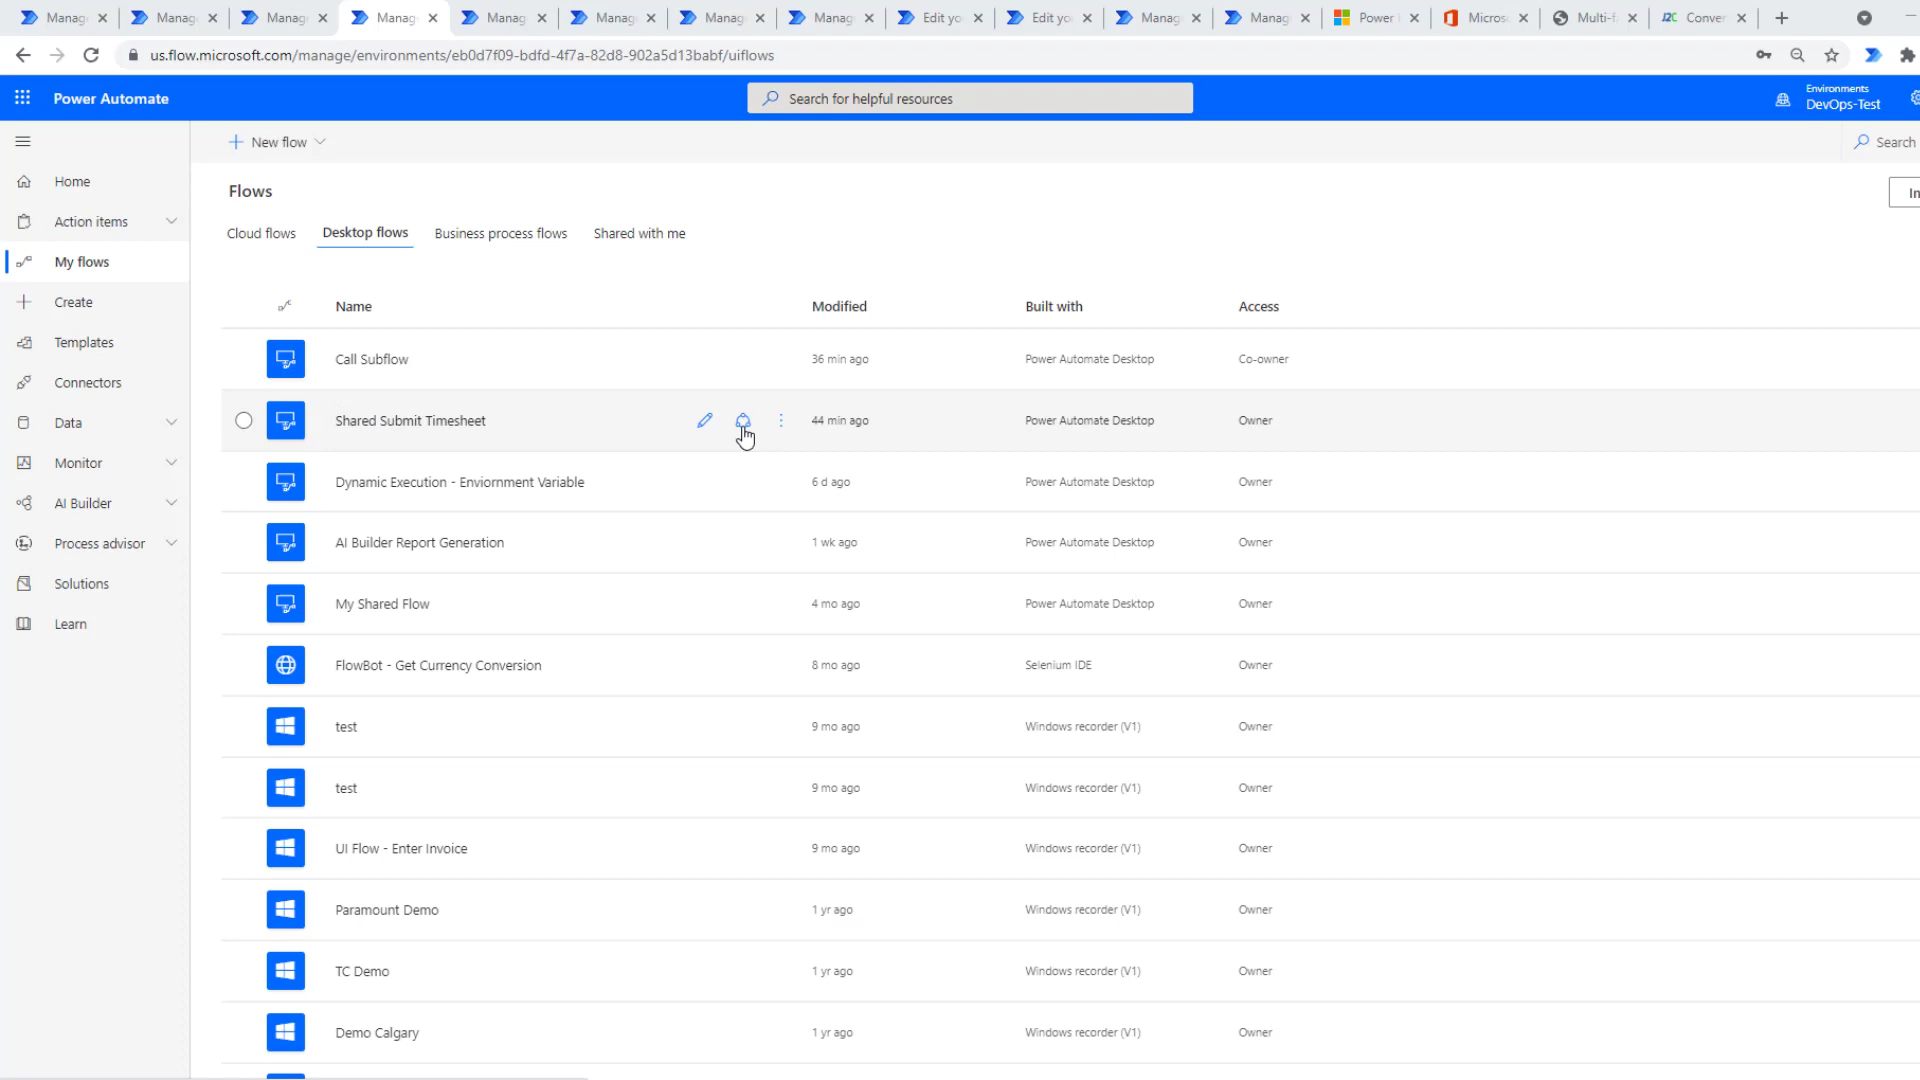 Manage
Manag
Manage
Manag
Manag
Manag
Manag
Manag
Edit yo
Edit yo
Manag
Manag
Power
Micros
Multi-f
Conver
us.flow.microsoft.com/manage/environments/eb0d7f09-bdfd-4f7a-82d8-902a5d13babf/uiflows
Power Automate
Search for helpful resources
Environments
DevOps-Test
New flow
Search
Home
Action items
My flows
Create
Templates
Connectors
Data
Monitor
AI Builder
Process advisor
Solutions
Learn
Flows
In
Cloud flows Desktop flows Business process flows Shared with me
Name Modified Built with Access
Call Subflow 36 min ago Power Automate Desktop Co-owner
Shared Submit Timesheet 44 min ago Power Automate Desktop Owner
Dynamic Execution - Enviornment Variable 6 d ago Power Automate Desktop Owner
AI Builder Report Generation 1 wk ago Power Automate Desktop Owner
My Shared Flow 4 mo ago Power Automate Desktop Owner
FlowBot - Get Currency Conversion 8 mo ago Selenium IDE Owner
test 9 mo ago Windows recorder (V1) Owner
test 9 mo ago Windows recorder (V1) Owner
UI Flow - Enter Invoice 9 mo ago Windows recorder (V1) Owner
Paramount Demo 1 yr ago Windows recorder (V1) Owner
TC Demo 1 yr ago Windows recorder (V1) Owner
Demo Calgary 1 yr ago Windows recorder (V1) Owner